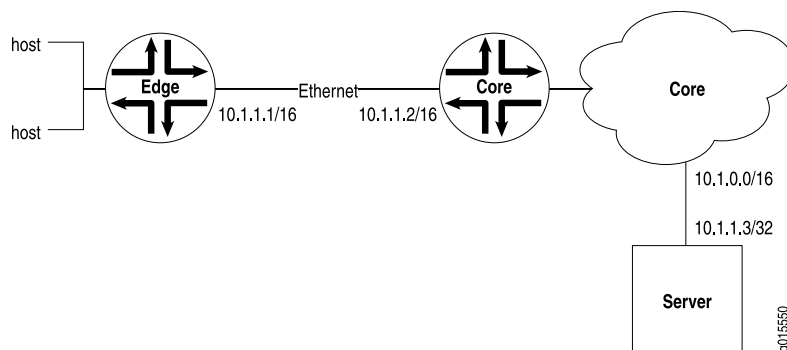 host
host
Edge
10.1.1.1/16
Ethernet
10.1.1.2/16
Core
Core
10.1.0.0/16
10.1.1.3/32
Server
g015550